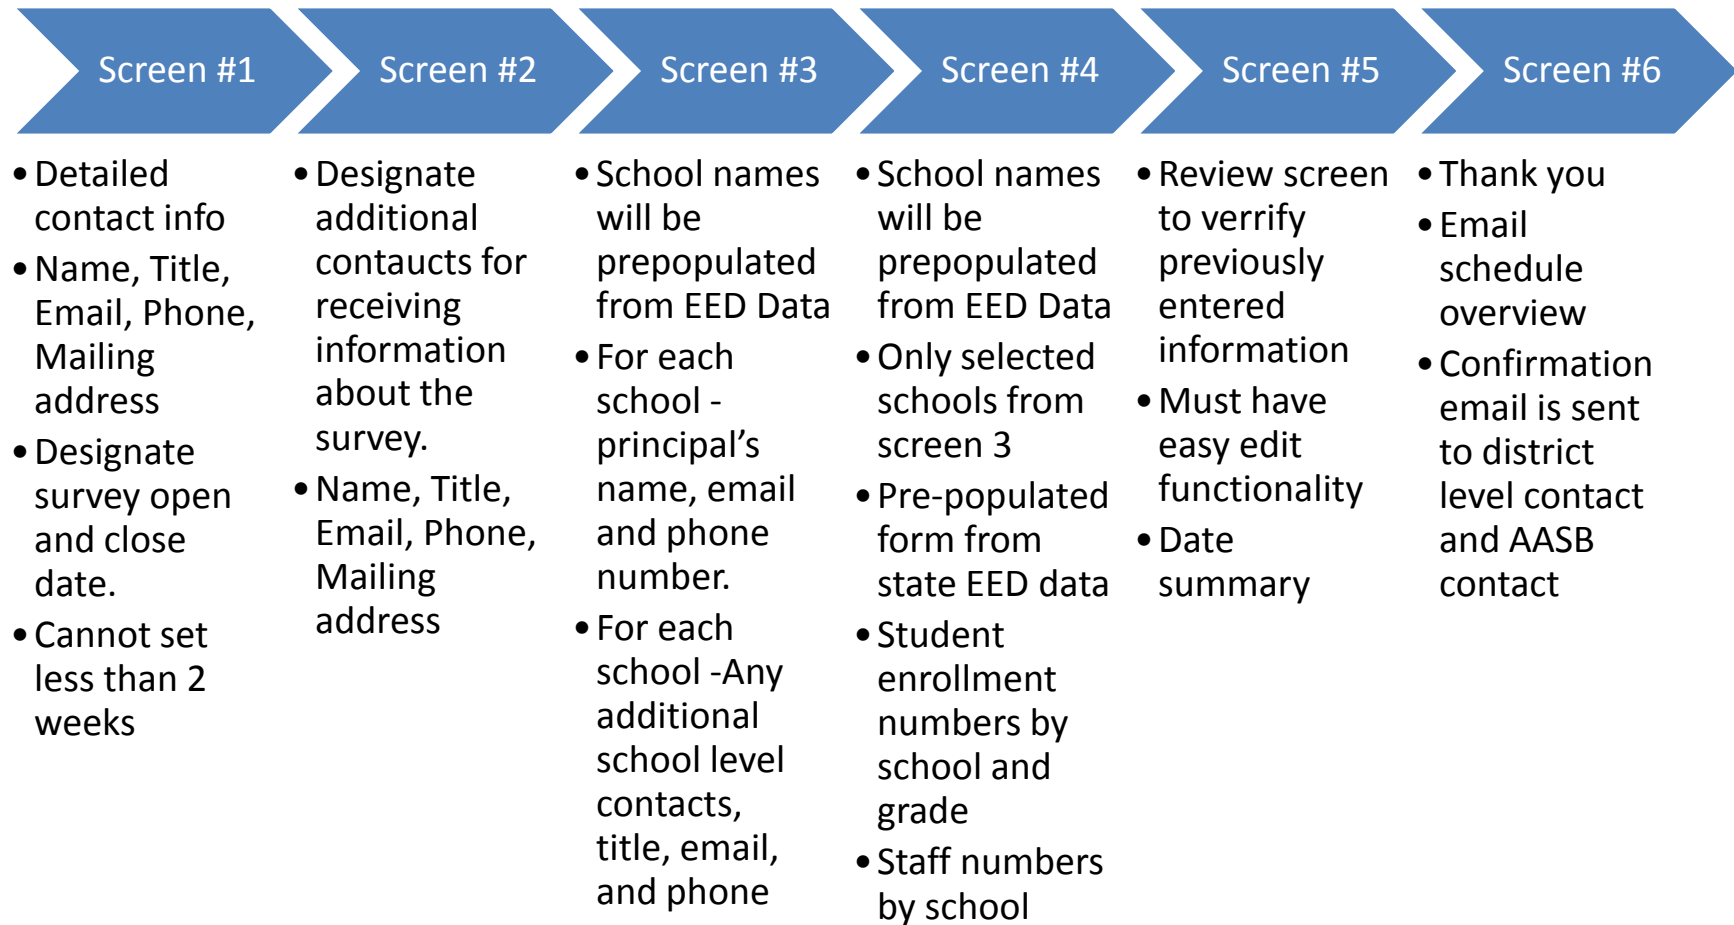 Screen #1
Screen #2
Screen #3
Screen #4
Screen #5
Screen #6
• Detailed
contact info
• Name, Title,
Email, Phone,
Mailing
address
• Designate
survey open
and close
date.
• Cannot set
less than 2
weeks
• Designate
additional
contaucts for
receiving
information
about the
survey.
• Name, Title,
Email, Phone,
Mailing
address
• School names
will be
prepopulated
from EED Data
• For each
school -
principal’s
name, email
and phone
number.
• For each
school -Any
additional
school level
contacts,
title, email,
and phone
• School names
will be
prepopulated
from EED Data
• Only selected
schools from
screen 3
• Pre-populated
form from
state EED data
• Student
enrollment
numbers by
school and
grade
• Staff numbers
by school
• Review screen
to verrify
previously
entered
information
• Must have
easy edit
functionality
• Date
summary
• Thank you
• Email
schedule
overview
• Confirmation
email is sent
to district
level contact
and AASB
contact